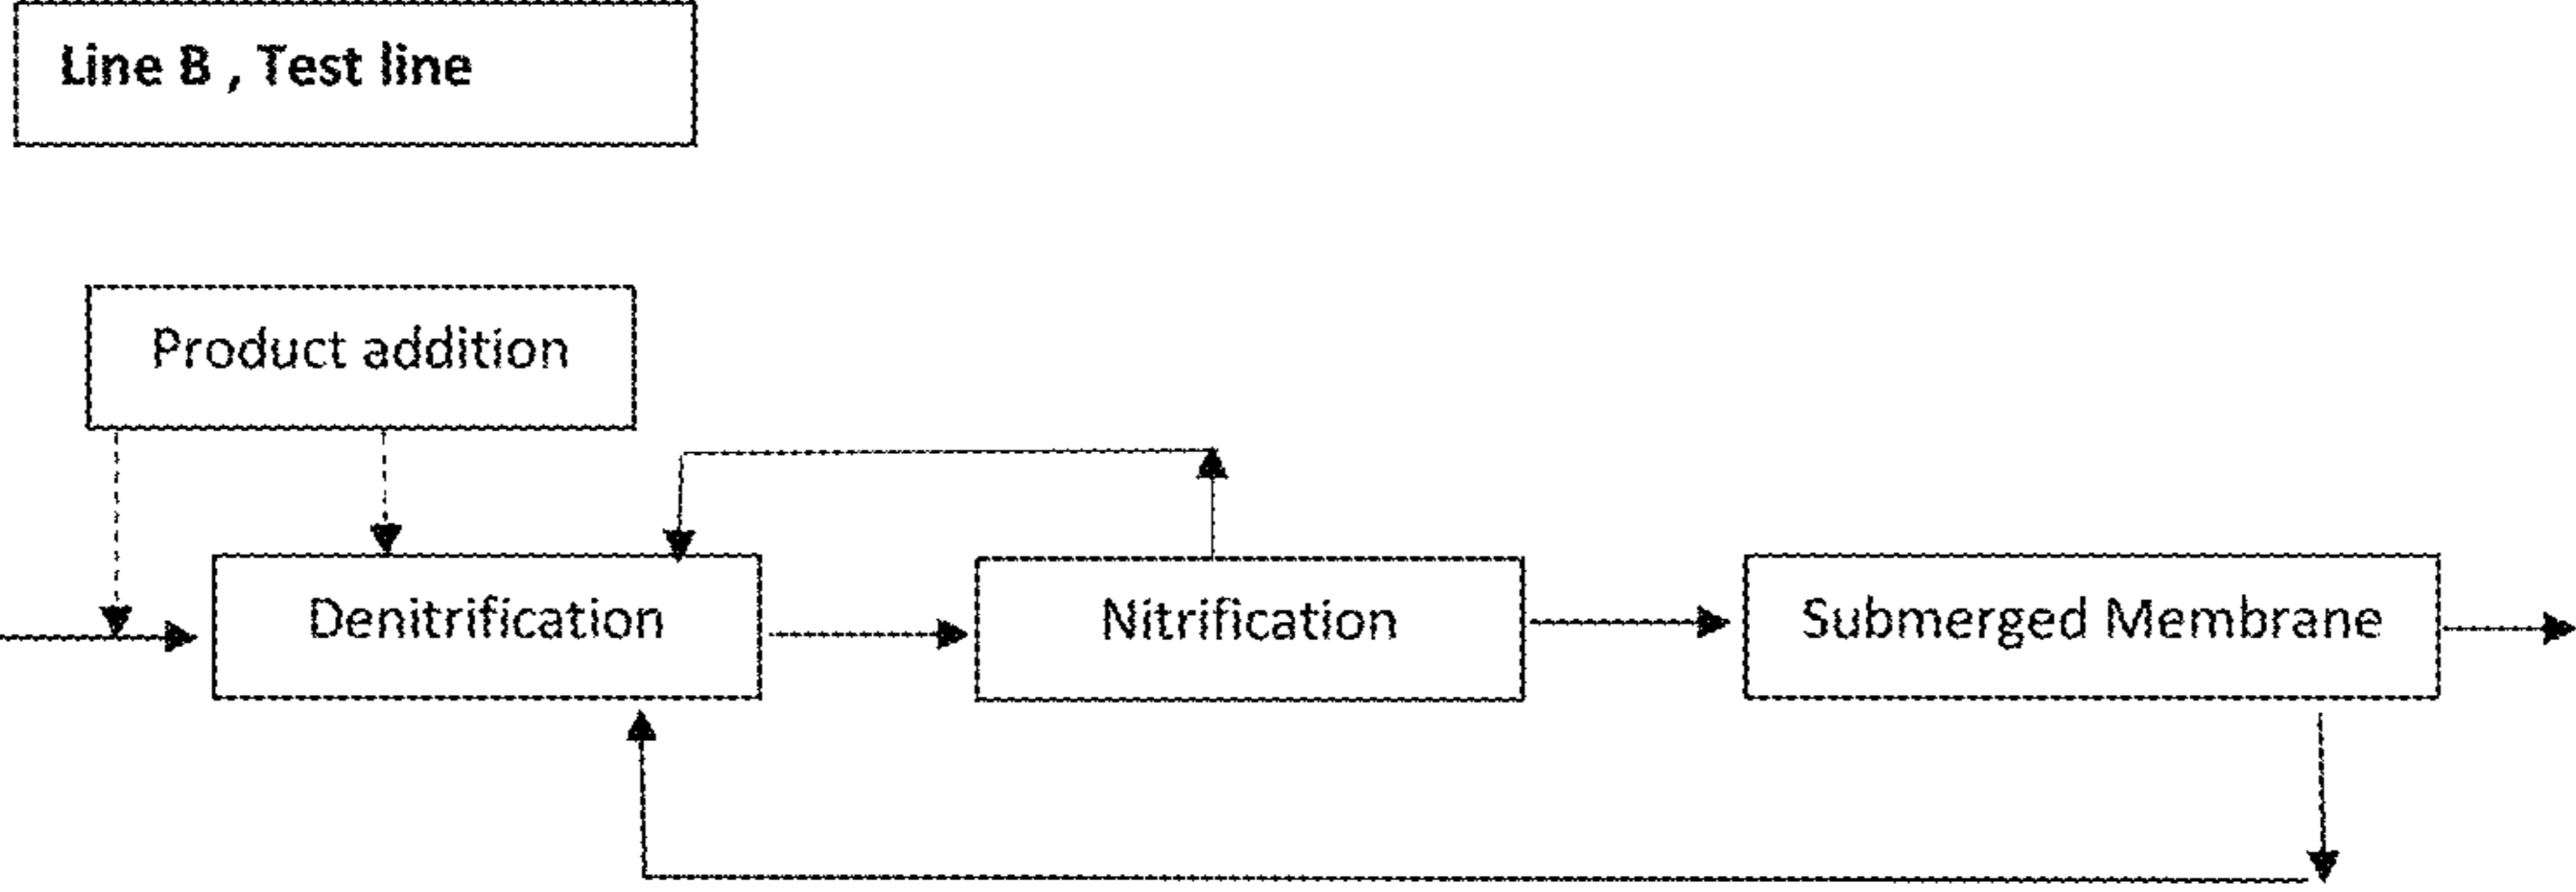 Line B , Test line
Product addition
Denitrification
Nitrification
Submerged Membrane